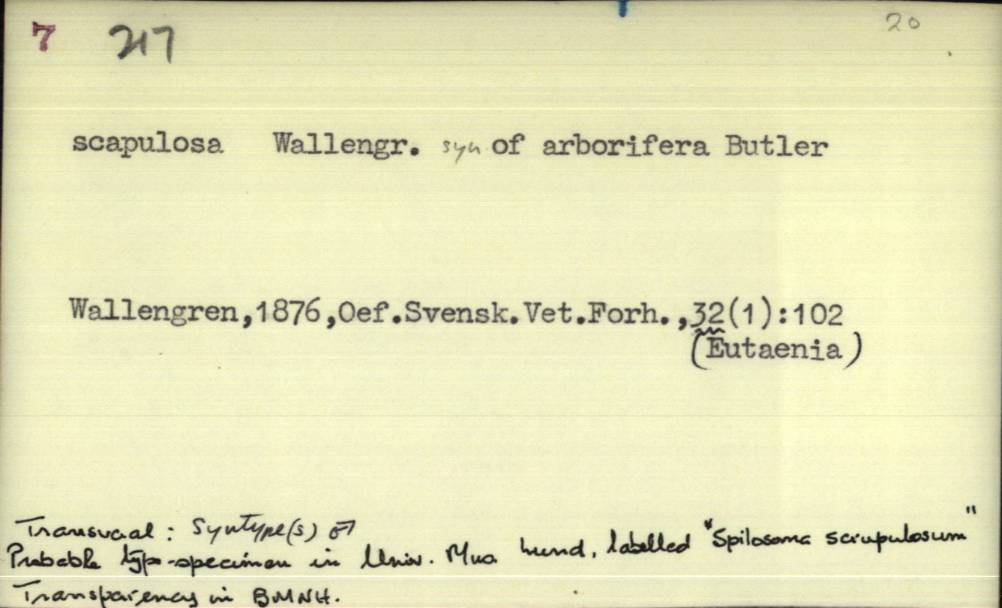 7 217 20
scapulosa Wallengr. syn of arborifera Butler
Wallengren,1876,Oef.Svensk.Vet.Forh.,32(1):102
(Eutaenia)
Transvaal: Syntype(s) ♂
Probable type-specimen in Univ. Mus Lund, labelled "Spilosoma scrupulosum"
Transparency in BMNH.